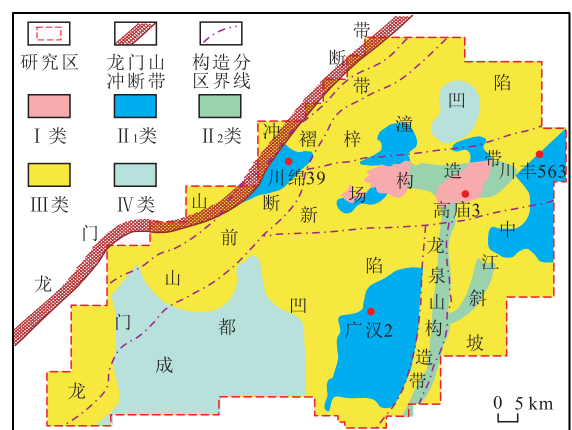 研究区
龙门山
冲断带
构造分
区界线
I 类
II₁类
II₂类
III类
IV类
龙门山冲断带
龙门山前断褶带
梓潼凹陷
新场构造带
成都凹陷
龙泉山构造带
中江斜坡
川绵39
川丰563
高庙3
广汉2
0 5 km